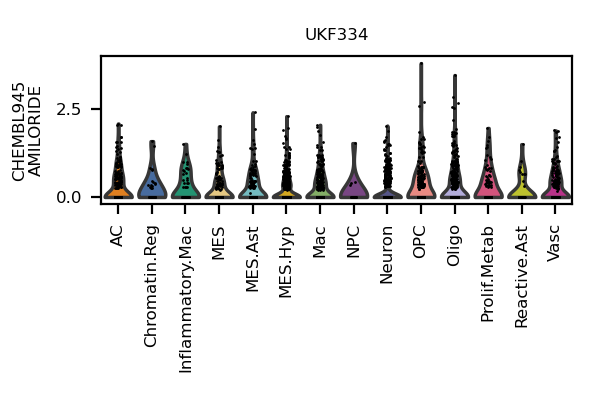 UKF334
CHEMBL945
AMILORIDE
2.5
0.0
AC
Chromatin.Reg
Inflammatory.Mac
MES
MES.Ast
MES.Hyp
Mac
NPC
Neuron
OPC
Oligo
Prolif.Metab
Reactive.Ast
Vasc